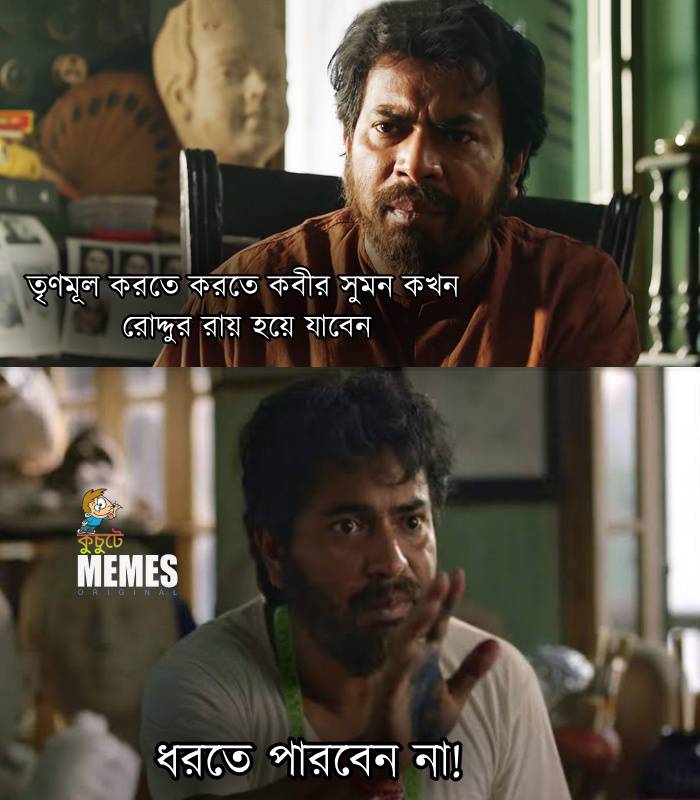 তৃণমূল করতে করতে কবীর সুমন কখন
রোদ্দুর রায় হয়ে যাবেন
কুচুটে
MEMES
ORIGINAL
ধরতে পারবেন না!